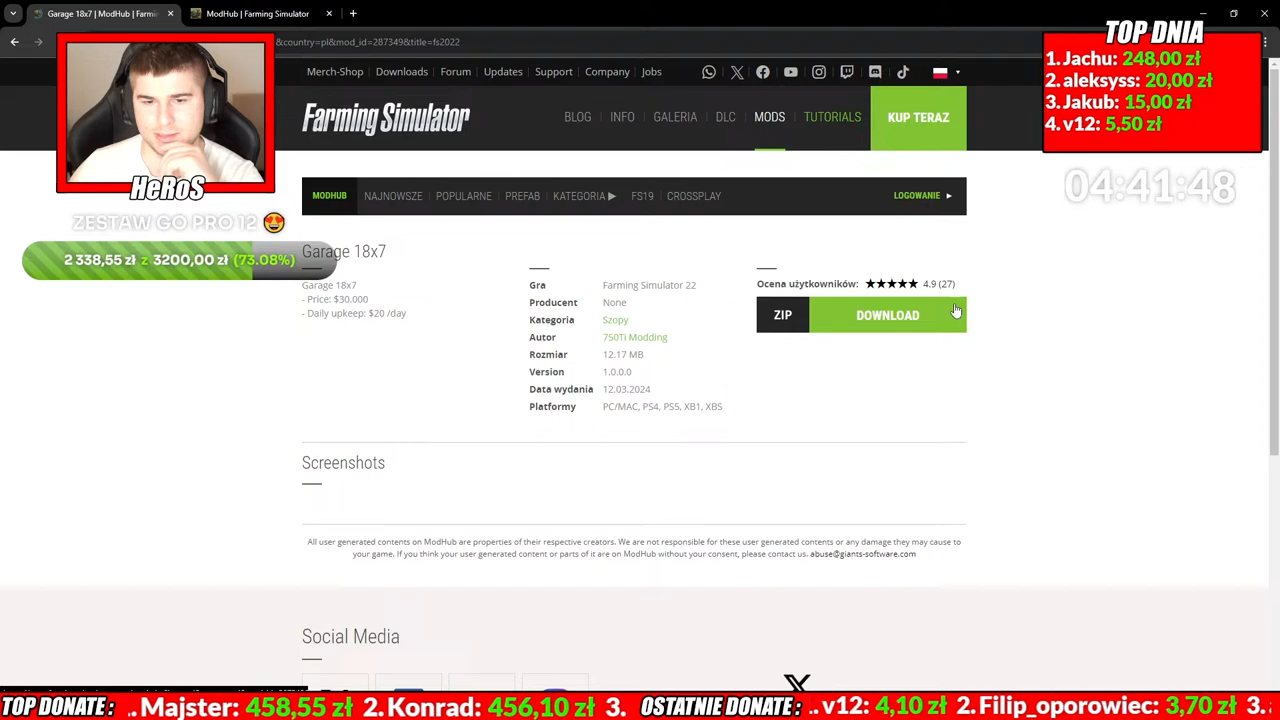 Garage 18x7 | ModHub | Farmin
ModHub | Farming Simulator
&country=pl&mod_id=287349&title=fs2022
Merch-Shop Downloads Forum Updates Support Company Jobs
Farming Simulator
BLOG INFO GALERIA DLC MODS TUTORIALS KUP TERAZ
TOP DNIA
1. Jachu: 248,00 zł
2. aleksyss: 20,00 zł
3. Jakub: 15,00 zł
4. v12: 5,50 zł
04:41:48
HeRoS
ZESTAW GO PRO 12 😍
2 338,55 zł z 3200,00 zł (73.08%)
MODHUB NAJNOWSZE POPULARNE PREFAB KATEGORIA ▶ FS19 CROSSPLAY LOGOWANIE ▶
Garage 18x7
Garage 18x7
- Price: $30.000
- Daily upkeep: $20 /day
Gra Farming Simulator 22
Producent None
Kategoria Szopy
Autor 750Ti Modding
Rozmiar 12.17 MB
Version 1.0.0.0
Data wydania 12.03.2024
Platformy PC/MAC, PS4, PS5, XB1, XBS
Ocena użytkowników: ★★★★★ 4.9 (27)
ZIP DOWNLOAD
Screenshots
All user generated contents on ModHub are properties of their respective creators. We are not responsible for these user generated contents or any damage they may cause to
your game. If you think your user generated content or parts of it are on ModHub without your consent, please contact us. abuse@giants-software.com
Social Media
TOP DONATE : .. Majster: 458,55 zł 2. Konrad: 456,10 zł 3. OSTATNIE DONATE : .. v12: 4,10 zł 2. Filip_oporowiec: 3,70 zł 3.